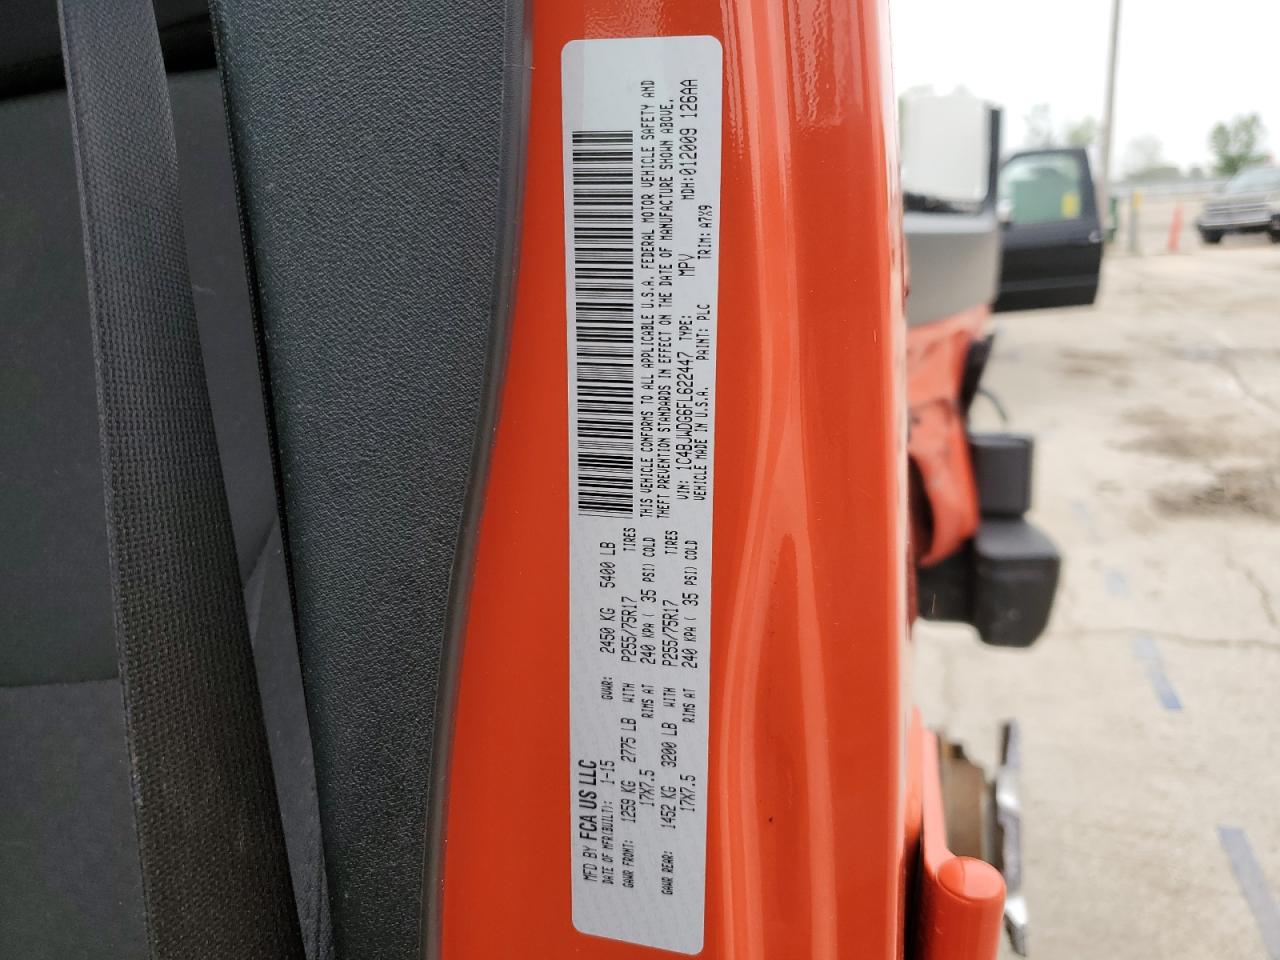 MFD BY FCA US LLC
DATE OF MFR(BUILT): 1-15 GVWR: 2450 KG 5400 LB
GAWR FRONT: 1259 KG 2775 LB WITH P255/75R17 TIRES
17X7.5 RIMS AT 240 KPA ( 35 PSI) COLD
GAWR REAR: 1452 KG 3200 LB WITH P255/75R17 TIRES
17X7.5 RIMS AT 240 KPA ( 35 PSI) COLD
THIS VEHICLE CONFORMS TO ALL APPLICABLE U.S.A. FEDERAL MOTOR VEHICLE SAFETY AND
THEFT PREVENTION STANDARDS IN EFFECT ON THE DATE OF MANUFACTURE SHOWN ABOVE.
VIN: 1C4BJWDG6FL622447 TYPE: MPV MDH:012009 126AA
VEHICLE MADE IN U.S.A. PAINT: PLC TRIM: A7X9